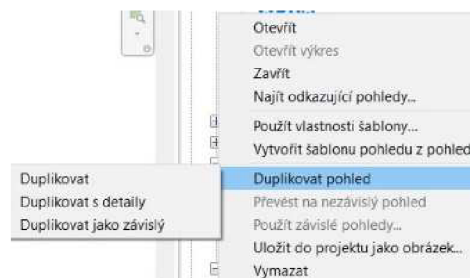 Otevřít
Otevřít výkres
Zavřít
Najít odkazující pohledy...
Použít vlastnosti šablony...
Vytvořit šablonu pohledu z pohled
Duplikovat pohled
Duplikovat
Duplikovat s detaily
Duplikovat jako závislý
Převést na nezávislý pohled
Použít závislé pohledy...
Uložit do projektu jako obrázek...
Vymazat